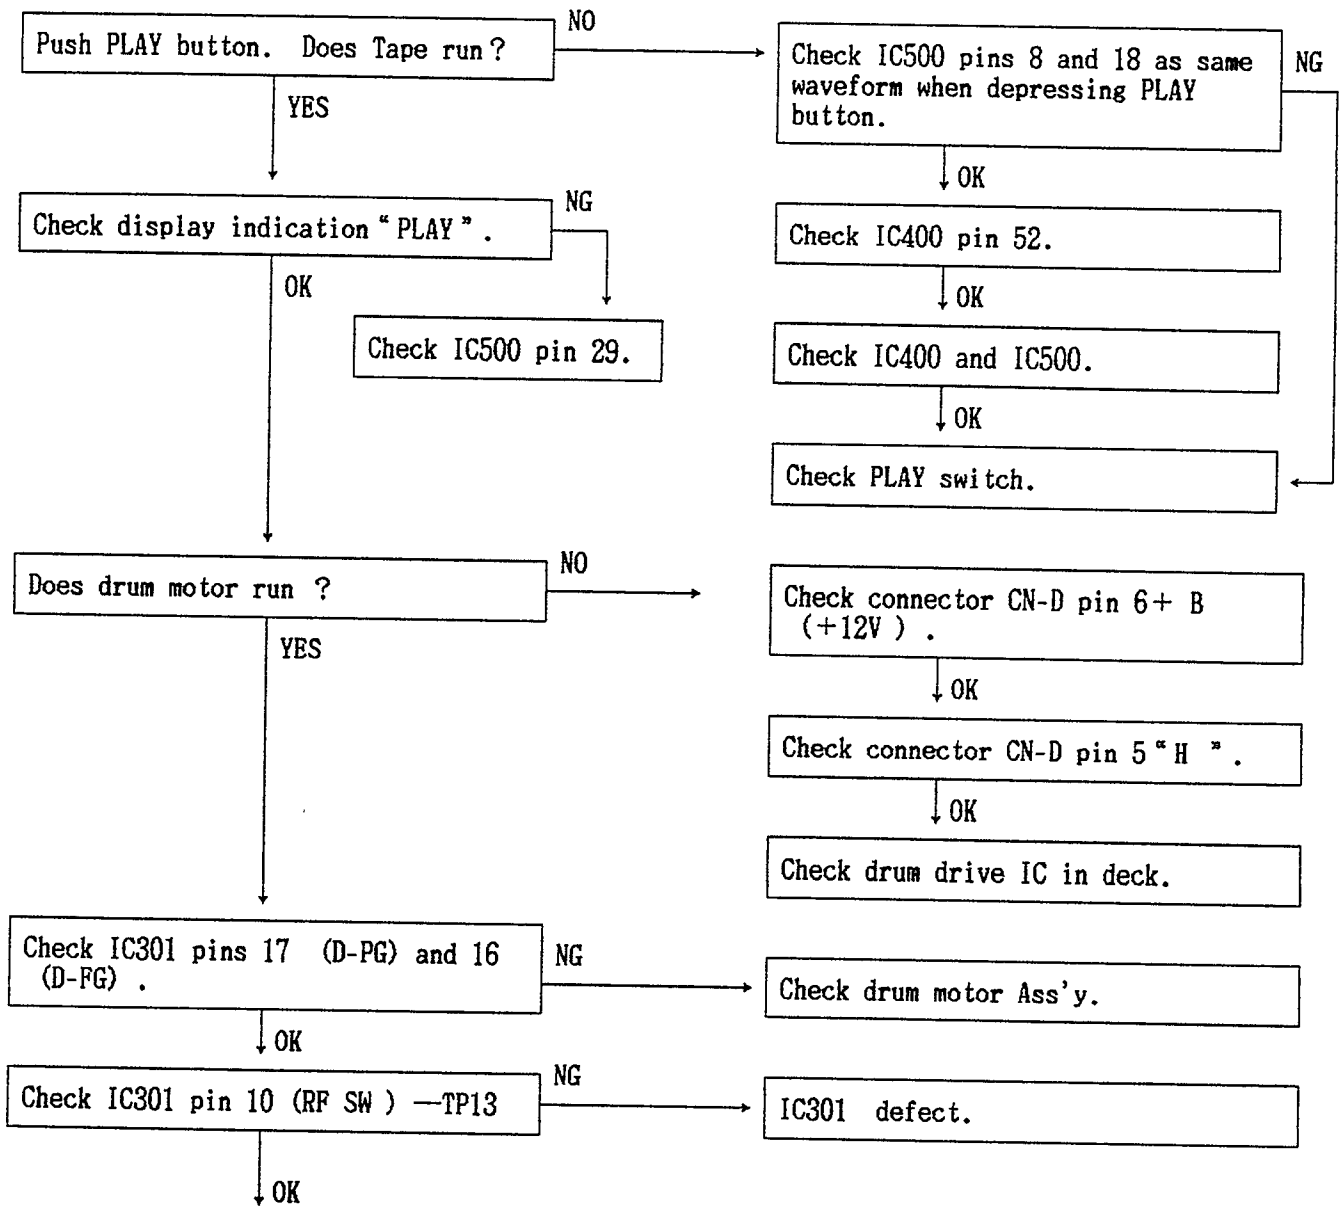 Push PLAY button. Does Tape run ?
NO
Check IC500 pins 8 and 18 as same
waveform when depressing PLAY
button.
NG
YES
OK
Check display indication “ PLAY ” .
NG
Check IC400 pin 52.
OK
OK
Check IC500 pin 29.
Check IC400 and IC500.
OK
Check PLAY switch.
Does drum motor run ?
NO
Check connector CN-D pin 6+ B
(+12V ) .
YES
OK
Check connector CN-D pin 5 “ H ” .
OK
Check drum drive IC in deck.
Check IC301 pins 17 (D-PG) and 16
(D-FG) .
NG
Check drum motor Ass'y.
OK
Check IC301 pin 10 (RF SW ) —TP13
NG
IC301 defect.
OK